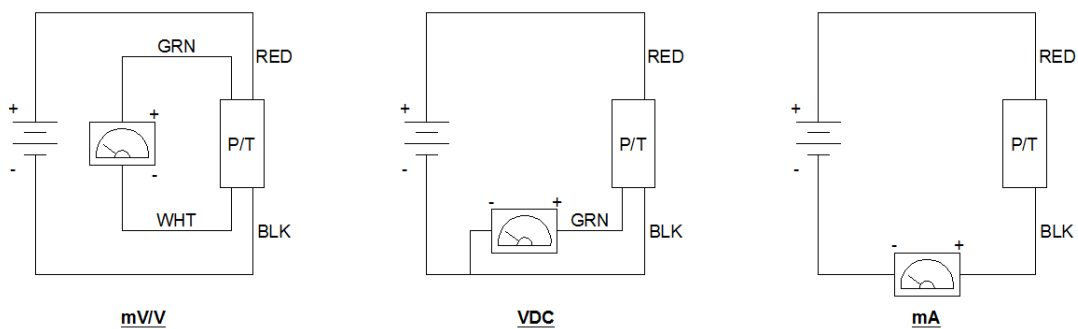 GRN
RED
+
+
P/T
-
-
WHT
BLK
mV/V
RED
+
P/T
-
-
+
GRN
BLK
VDC
RED
+
P/T
-
-
+
BLK
mA